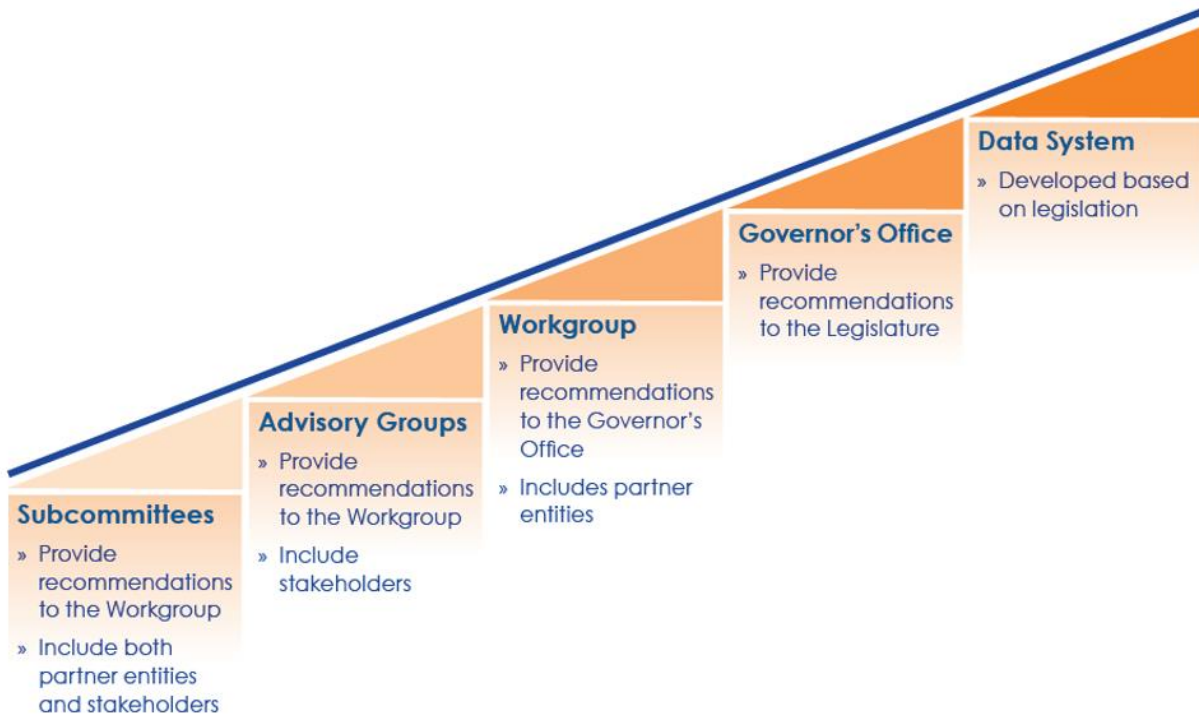 Subcommittees
» Provide
recommendations
to the Workgroup
» Include both
partner entities
and stakeholders
Advisory Groups
» Provide
recommendations
to the Workgroup
» Include
stakeholders
Workgroup
» Provide
recommendations
to the Governor's
Office
» Includes partner
entities
Governor's Office
» Provide
recommendations
to the Legislature
Data System
» Developed based
on legislation